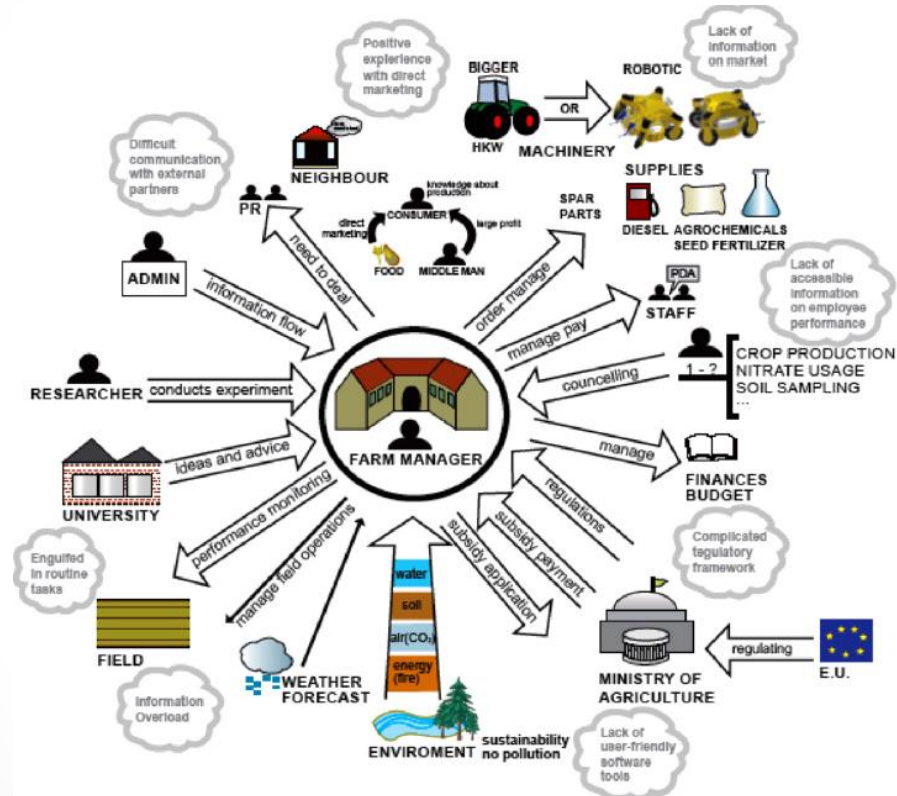 Positive
explerience
with direct
marketing
BIGGER
HKW
OR
MACHINERY
ROBOTIC
Lack of
information
on market
Difficult
communication
with external
partners
NEIGHBOUR
PR
need to deal
knowledge about
production
CONSUMER
direct
marketing
large profit
FOOD
MIDDLE MAN
SPAR
PARTS
SUPPLIES
DIESEL
AGROCHEMICALS
SEED FERTILIZER
order manage
ADMIN
information flow
PDA
STAFF
manage pay
Lack of
accessible
information
on employee
performance
RESEARCHER
conducts experiment
councelling
1 - ?
CROP PRODUCTION
NITRATE USAGE
SOIL SAMPLING
...
FARM MANAGER
UNIVERSITY
ideas and advice
manage
FINANCES
BUDGET
performance monitoring
manage field operations
regulations
subsidy payment
subsidy application
Engulfed
in routine
tasks
Complicated
tegulatory
framework
FIELD
WEATHER
FORECAST
water
soil
air(CO₂)
energy
(fire)
MINISTRY OF
AGRICULTURE
regulating
E.U.
Information
Overload
ENVIROMENT
sustainability
no pollution
Lack of
user-friendly
software
tools